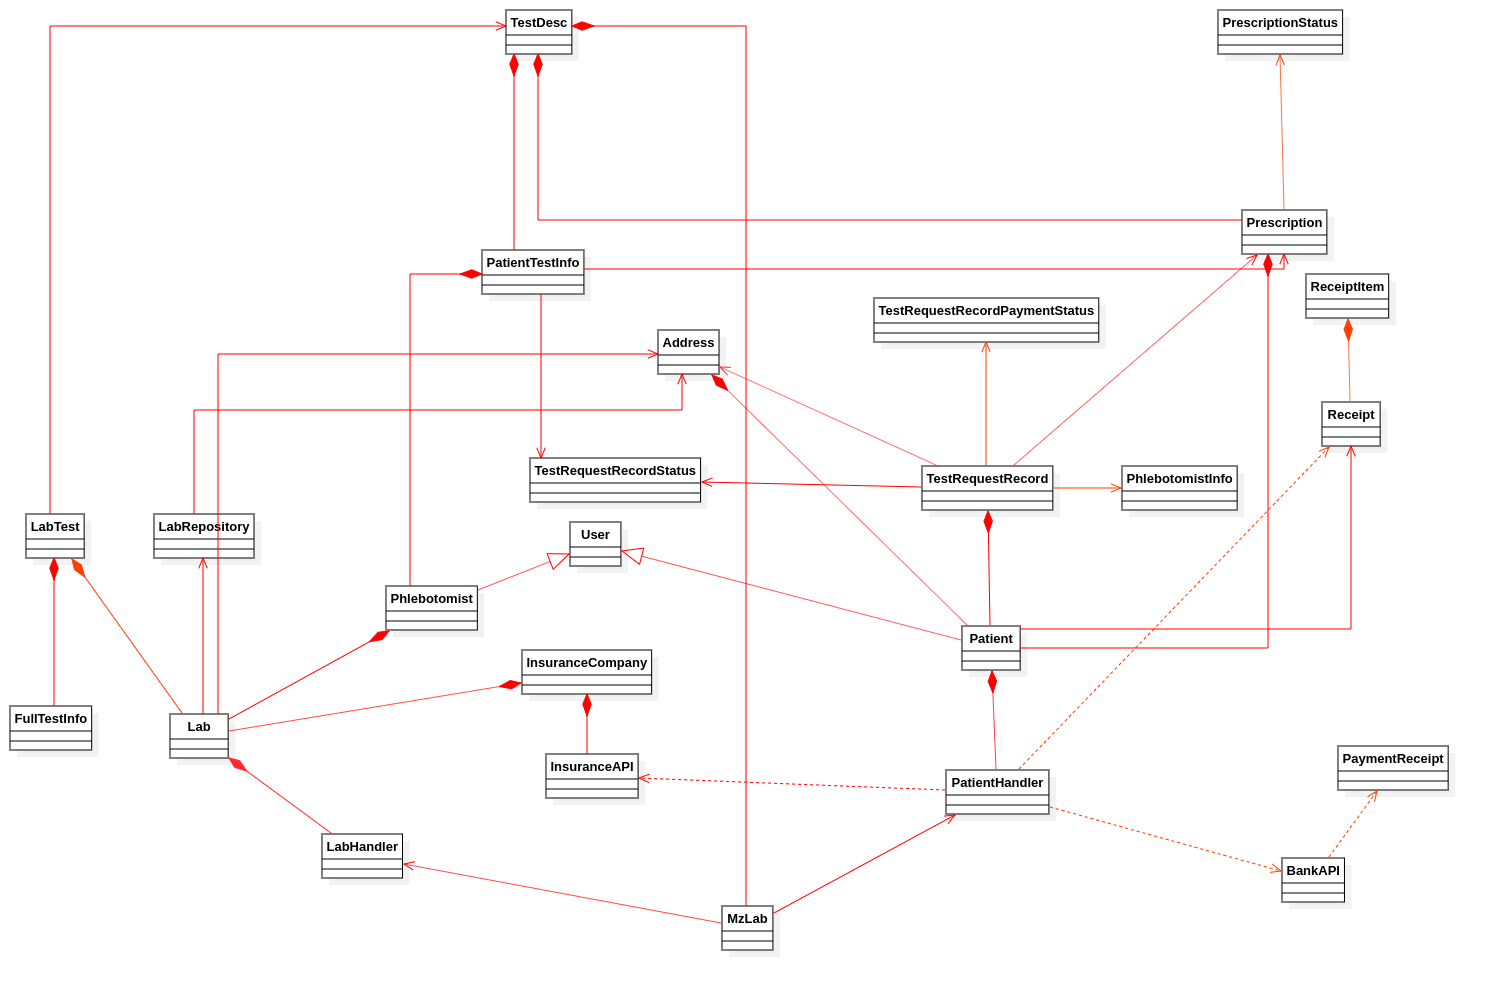 TestDesc
PrescriptionStatus
Prescription
PatientTestInfo
ReceiptItem
TestRequestRecordPaymentStatus
Address
Receipt
TestRequestRecordStatus
TestRequestRecord
PhlebotomistInfo
LabTest
LabRepository
User
Phlebotomist
Patient
InsuranceCompany
FullTestInfo
Lab
InsuranceAPI
PatientHandler
PaymentReceipt
LabHandler
BankAPI
MzLab